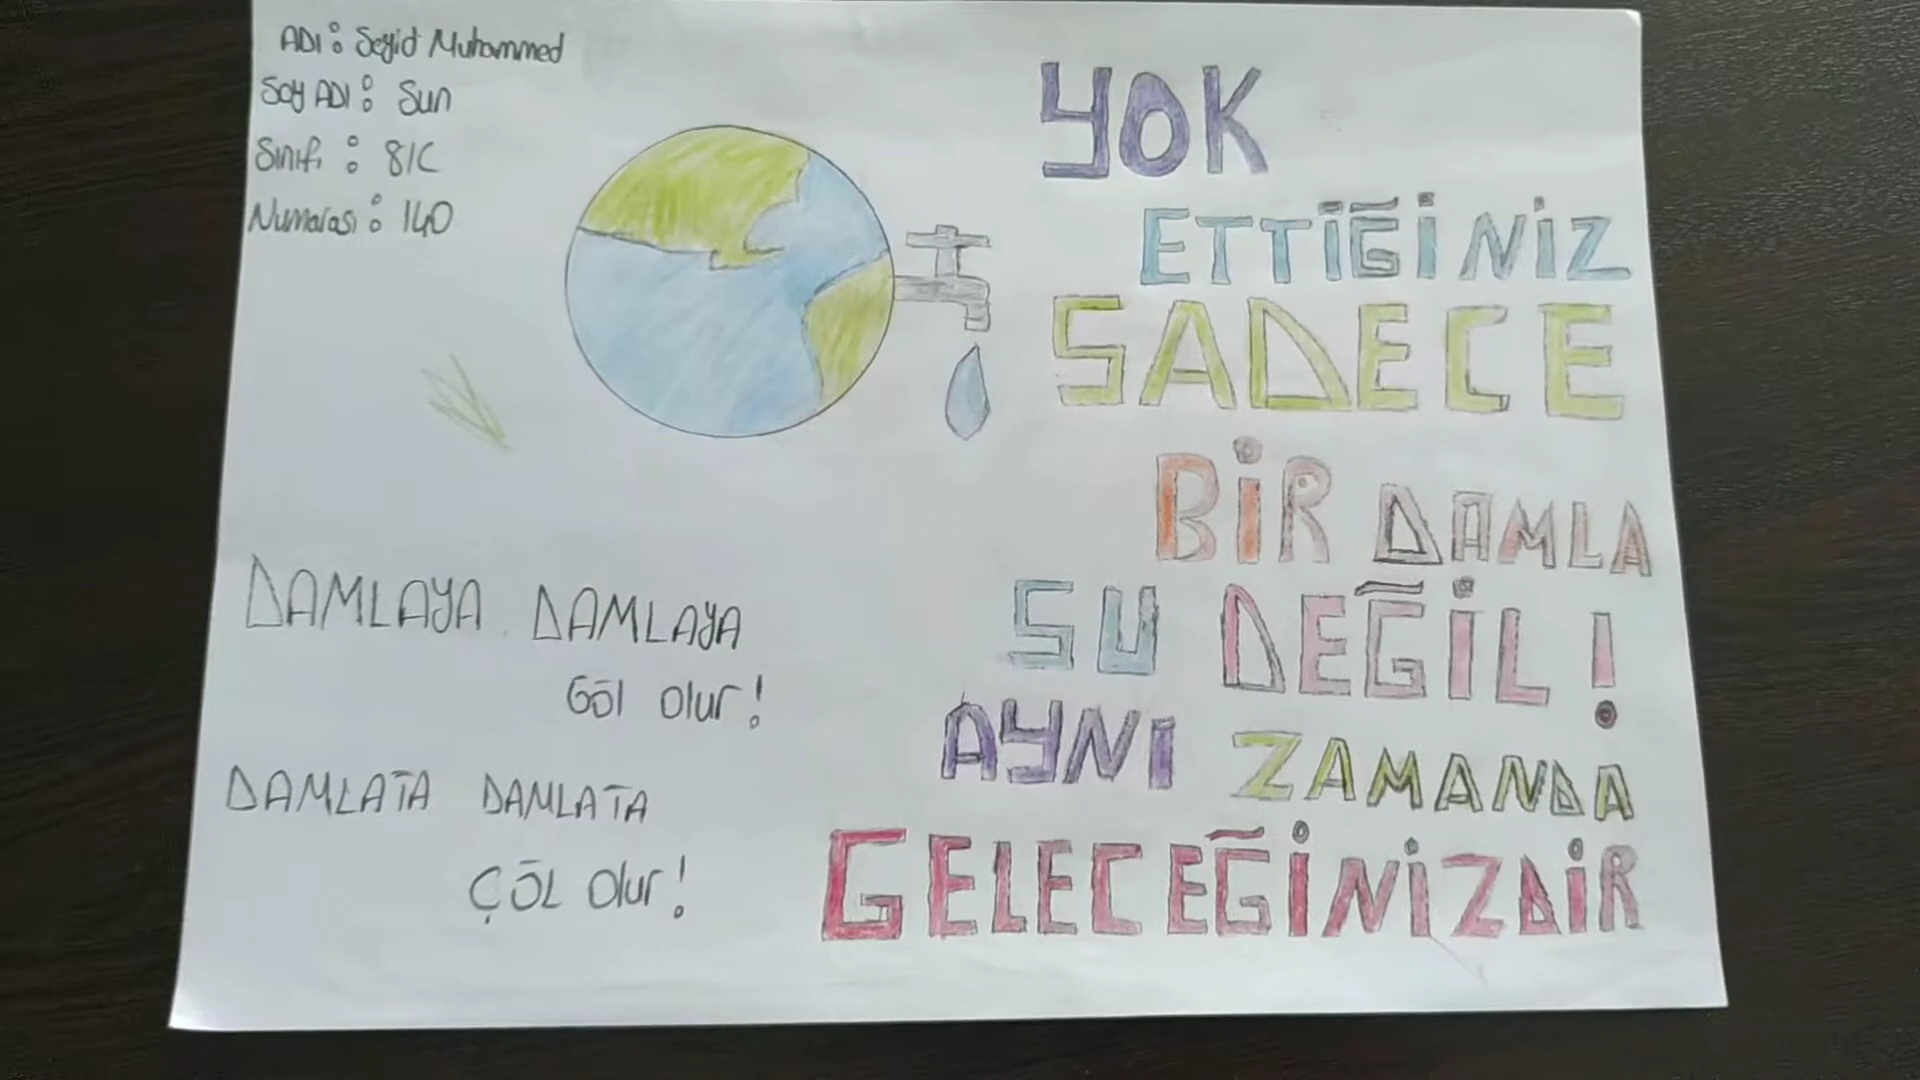 ADI: Seyid Muhammed
Soy ADI: Sun
Sınıfı: 8/C
Numarası: 140
YOK
ETTİĞİNİZ
SADECE
BİR DAMLA
SU DEĞİL!
AYNI ZAMANDA
GELECEĞİNİZDİR
DAMLAYA DAMLAYA
Göl olur!
DAMLATA DAMLATA
ÇÖL olur!